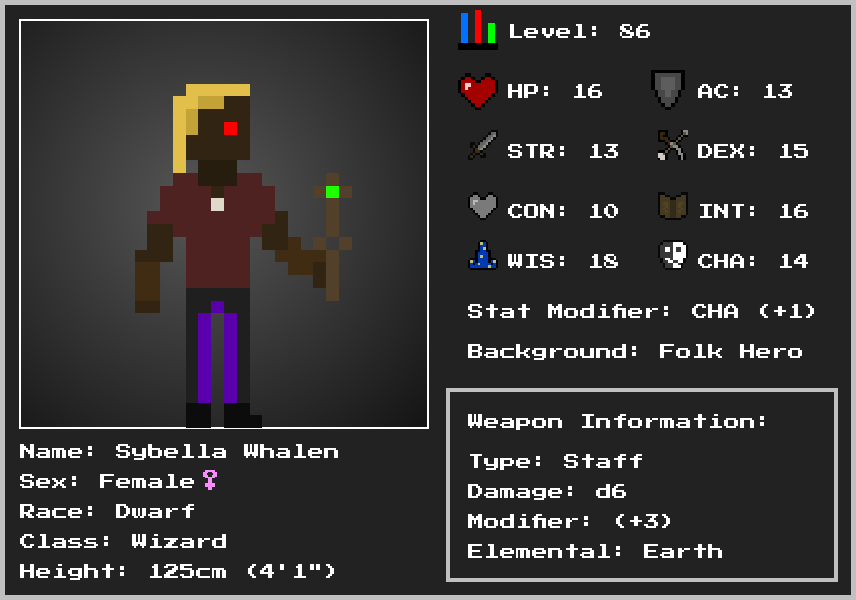 Level: 86
HP: 16 AC: 13
STR: 13 DEX: 15
CON: 10 INT: 16
WIS: 18 CHA: 14
Stat Modifier: CHA (+1)
Background: Folk Hero
Weapon Information:
Type: Staff
Damage: d6
Modifier: (+3)
Elemental: Earth
Name: Sybella Whalen
Sex: Female♀
Race: Dwarf
Class: Wizard
Height: 125cm (4'1")